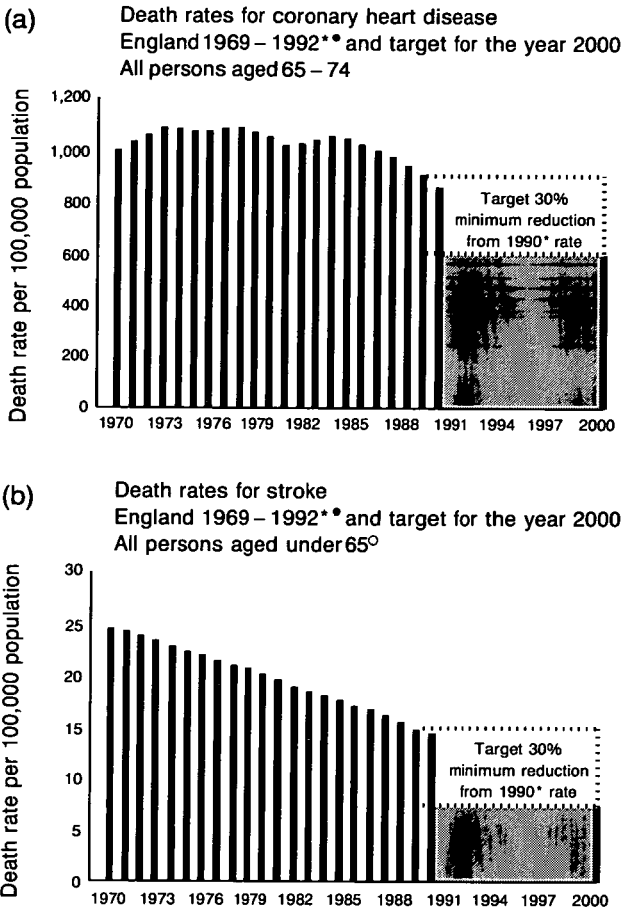 (a)
Death rates for coronary heart disease
England 1969 – 1992*● and target for the year 2000
All persons aged 65 – 74
Death rate per 100,000 population
1,200
1,000
800
600
400
200
0
Target 30%
minimum reduction
from 1990* rate
1970 1973 1976 1979 1982 1985 1988 1991 1994 1997 2000
(b)
Death rates for stroke
England 1969 – 1992*● and target for the year 2000
All persons aged under 65○
Death rate per 100,000 population
30
25
20
15
10
5
0
Target 30%
minimum reduction
from 1990* rate
1970 1973 1976 1979 1982 1985 1988 1991 1994 1997 2000